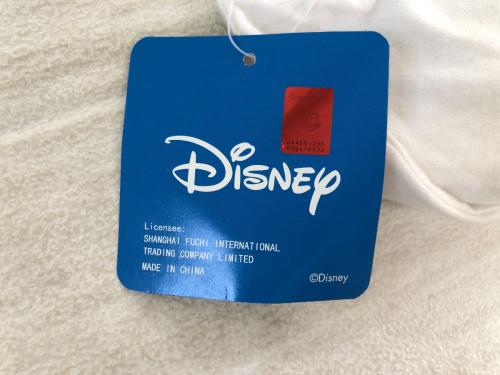 Disney
Licensee:
SHANGHAI FUCHI INTERNATIONAL
TRADING COMPANY LIMITED
MADE IN CHINA
©Disney